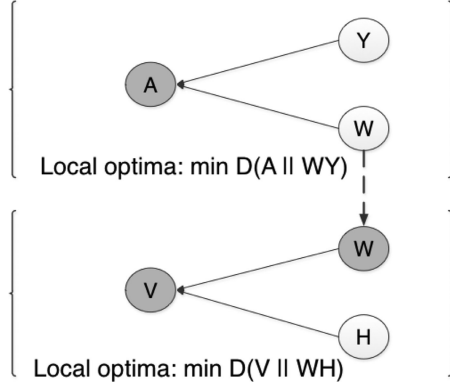 Y
A
W
Local optima: min D(A || WY)
W
V
H
Local optima: min D(V || WH)